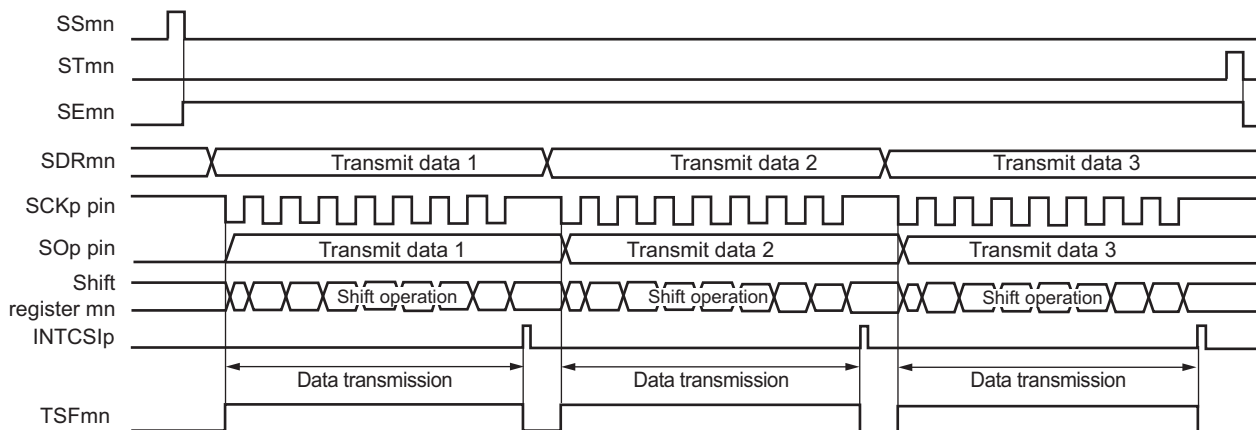 SSmn
STmn
SEmn
SDRmn
Transmit data 1
Transmit data 2
Transmit data 3
SCKp pin
SOp pin
Transmit data 1
Transmit data 2
Transmit data 3
Shift
register mn
Shift operation
Shift operation
Shift operation
INTCSIp
Data transmission
Data transmission
Data transmission
TSFmn